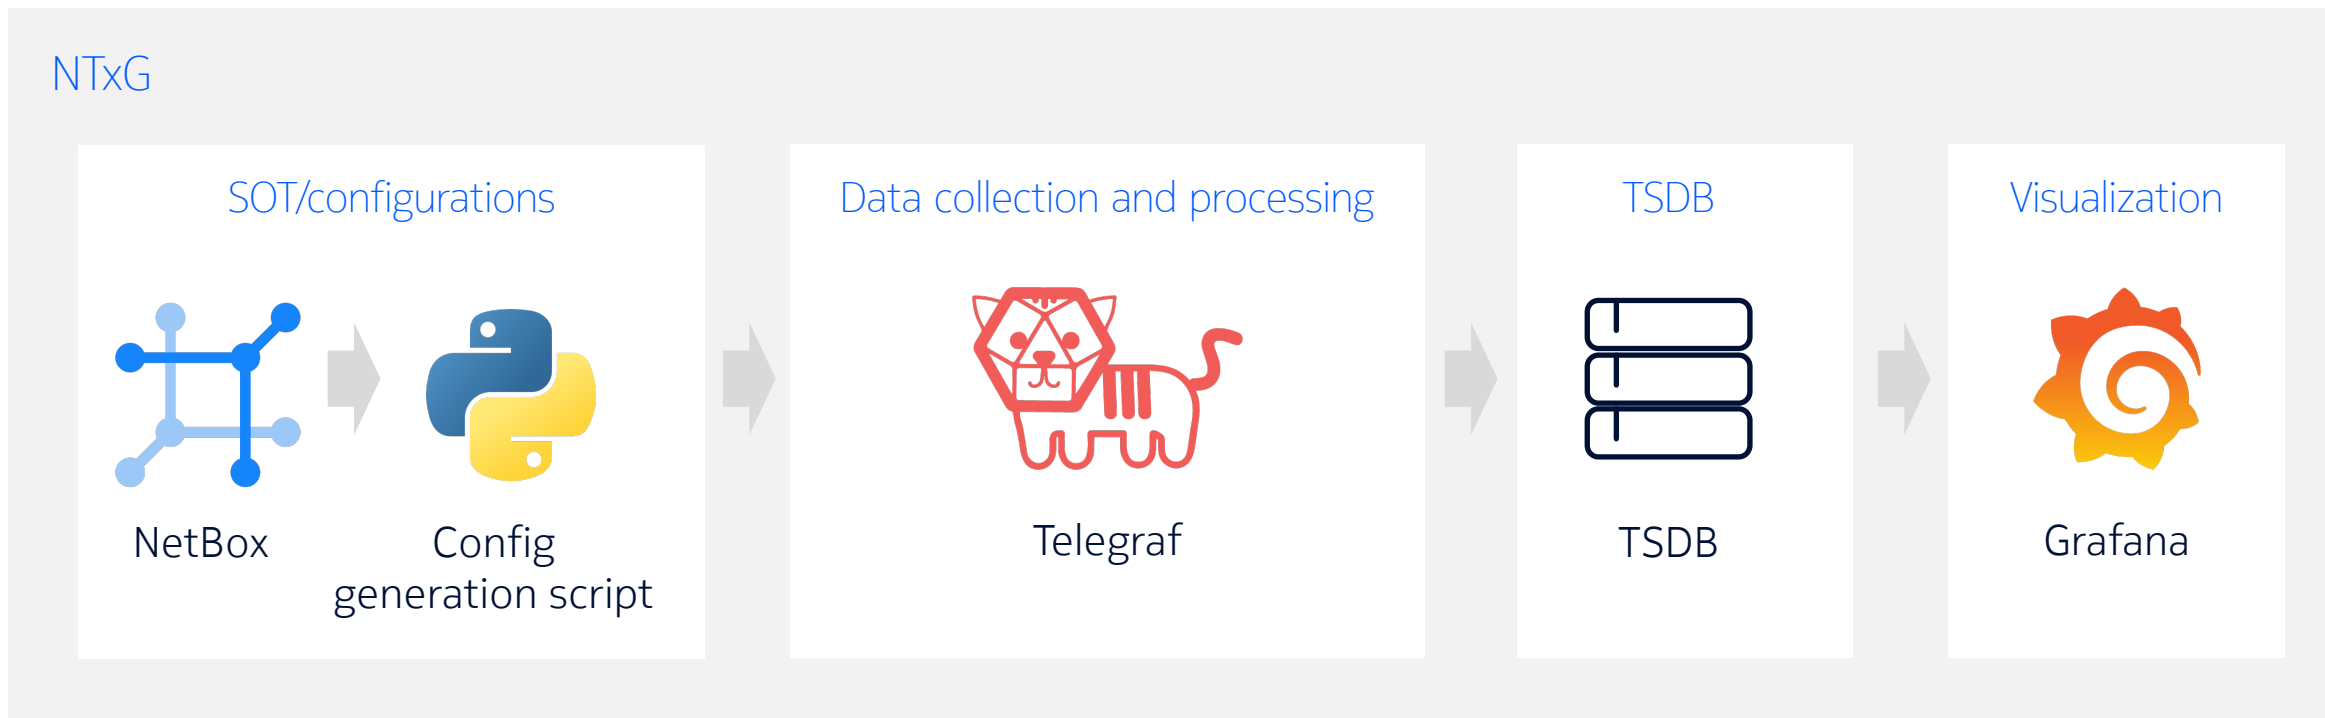 NTxG
SOT/configurations
NetBox
Config
generation script
Data collection and processing
Telegraf
TSDB
TSDB
Visualization
Grafana